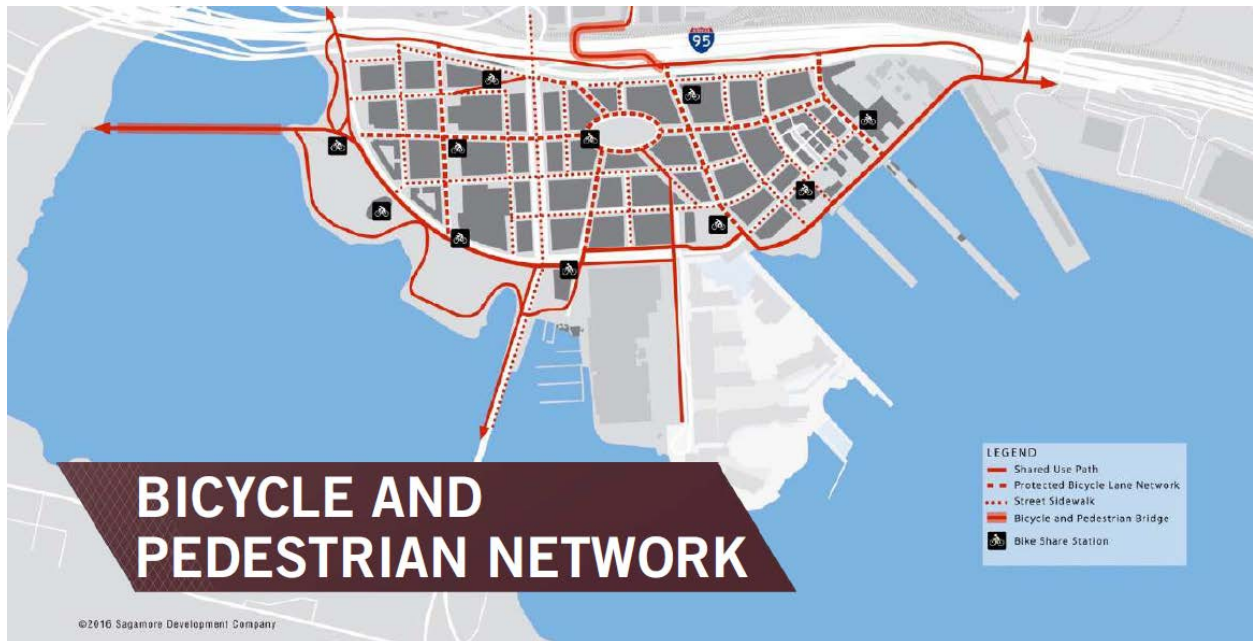 95
LEGEND
Shared Use Path
Protected Bicycle Lane Network
Street Sidewalk
Bicycle and Pedestrian Bridge
Bike Share Station
BICYCLE AND
PEDESTRIAN NETWORK
©2016 Sagamore Development Company